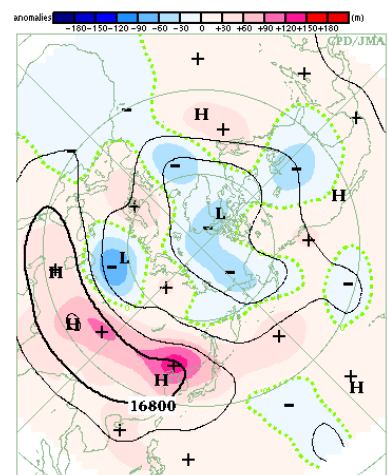 anomalies (m)
-180 -150 -120 -90 -60 -30 0 +30 +60 +90 +120 +150 +180
CPD/JMA
- + +
H + +
- -
H
+ L
- +
L -
H - + -
H + +
+ H
H
16800 -
+ +